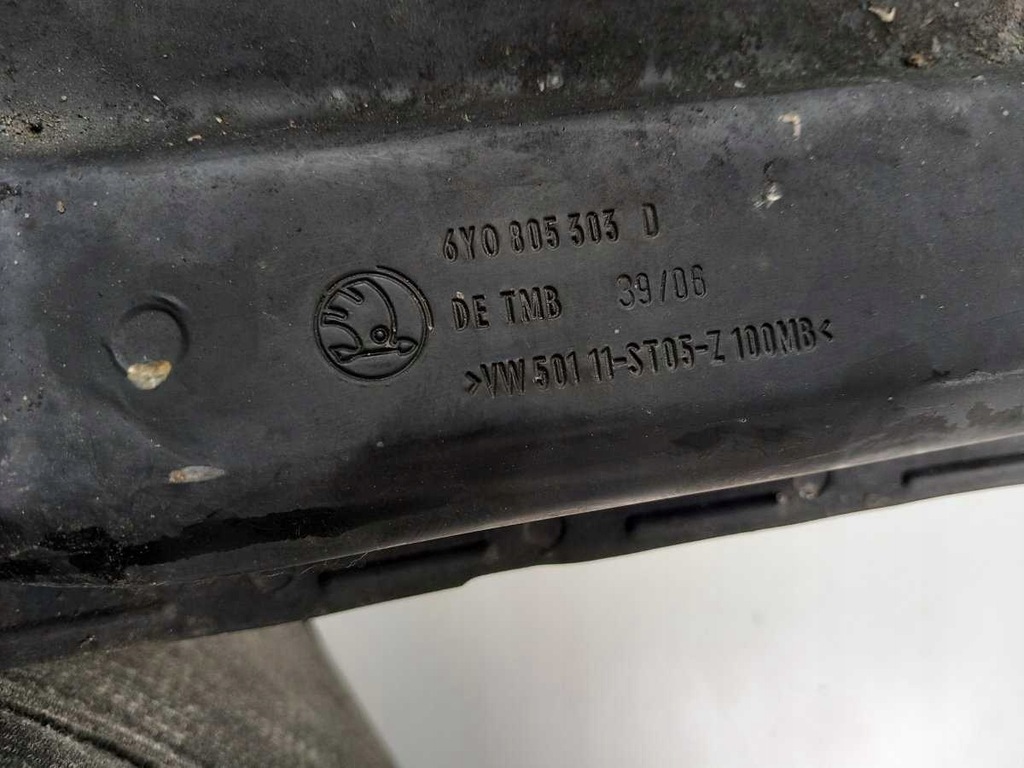 6Y0 805 303 D
DE TMB 39/06
>VW 501 11-ST05-Z 100MB<